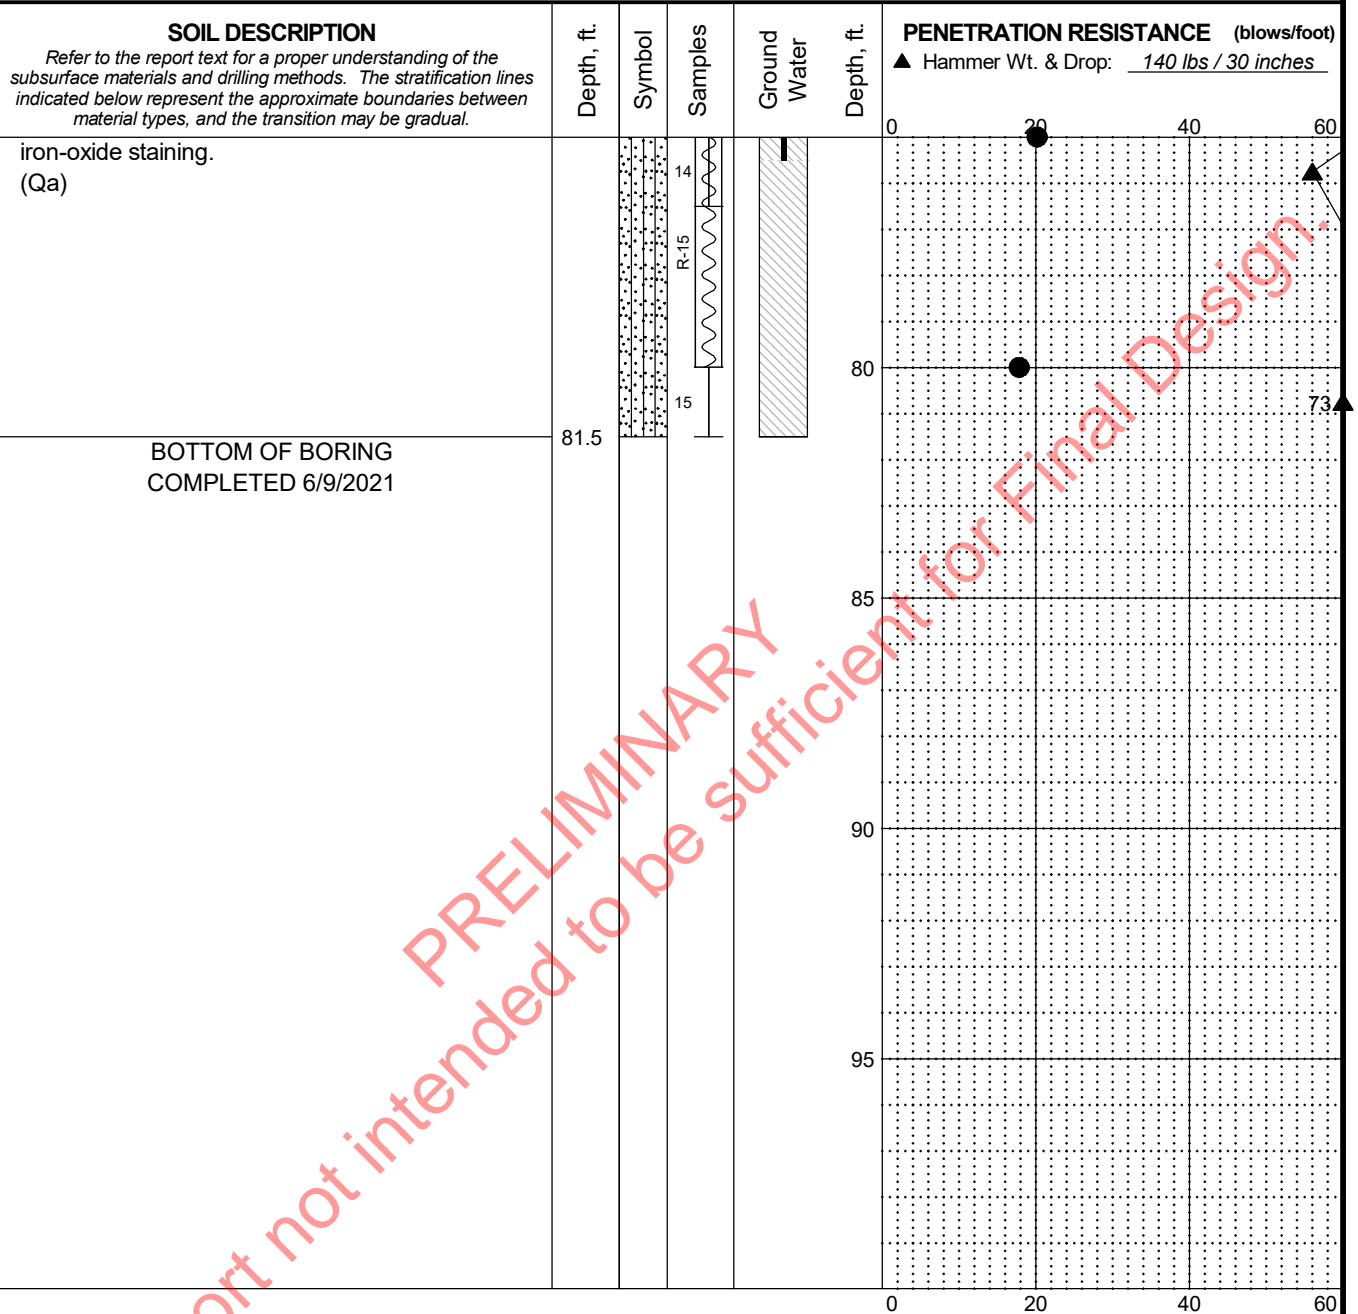 SOIL DESCRIPTION
Refer to the report text for a proper understanding of the
subsurface materials and drilling methods. The stratification lines
indicated below represent the approximate boundaries between
material types, and the transition may be gradual.
Depth, ft.
Symbol
Samples
Ground
Water
Depth, ft.
PENETRATION RESISTANCE (blows/foot)
▲ Hammer Wt. & Drop: 140 lbs / 30 inches
0 20 40 60
iron-oxide staining.
(Qa)
14
R-15
80
73
15
81.5
BOTTOM OF BORING
COMPLETED 6/9/2021
85
90
95
0 20 40 60
PRELIMINARY
not intended to be sufficient for Final Design.